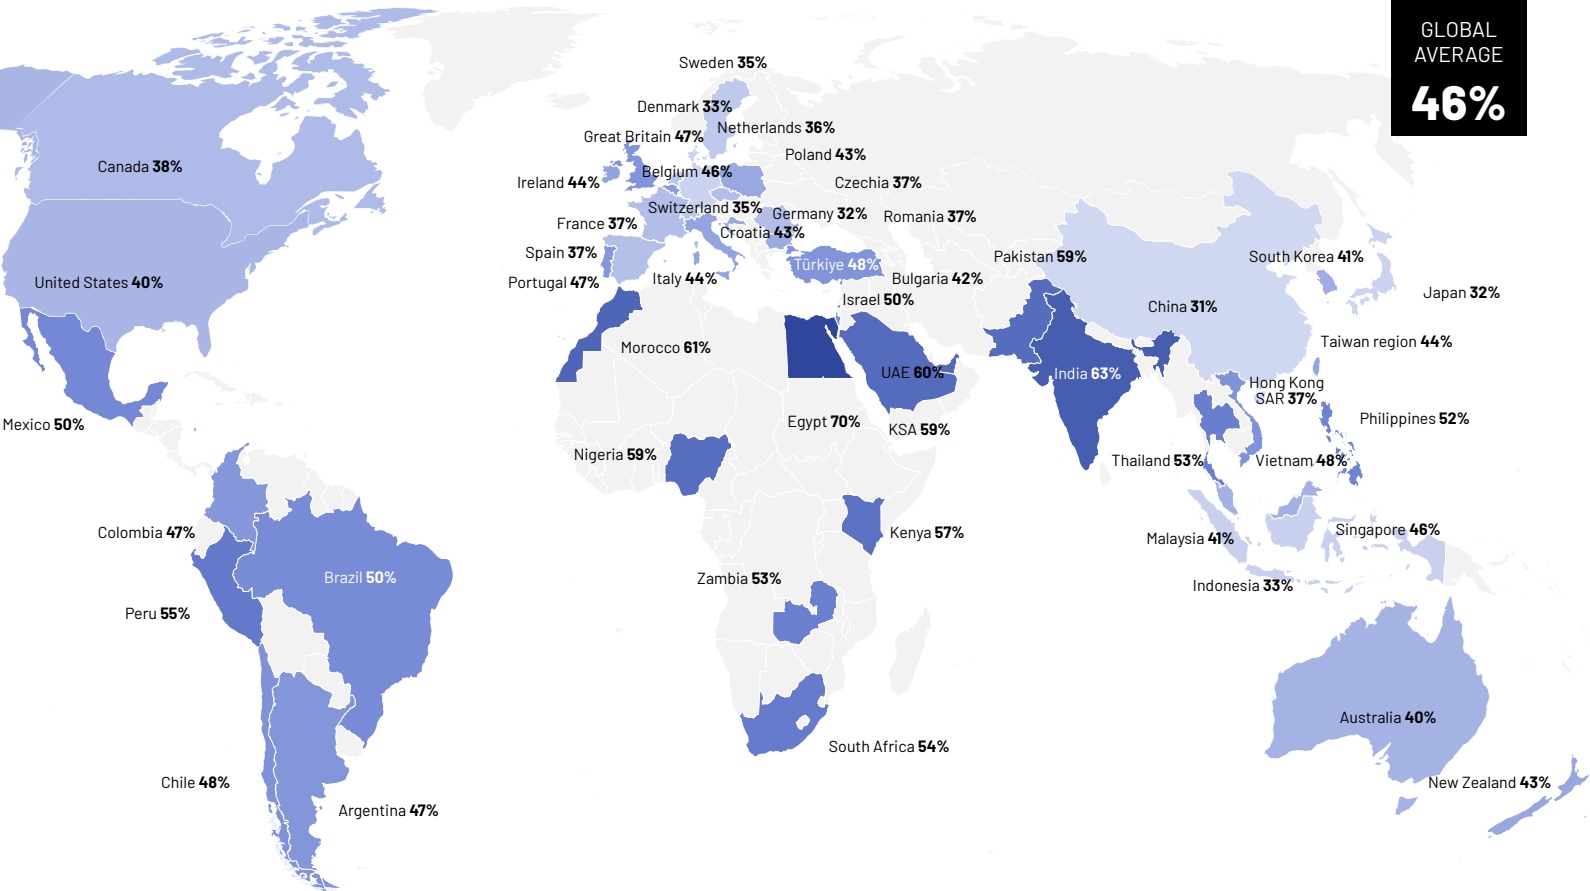 GLOBAL
AVERAGE
46%
Sweden 35%
Denmark 33%
Netherlands 36%
Great Britain 47%
Poland 43%
Canada 38%
Belgium 46%
Ireland 44%
Czechia 37%
Switzerland 35%
Germany 32%
Romania 37%
France 37%
Croatia 43%
Spain 37%
Pakistan 59%
South Korea 41%
Türkiye 48%
United States 40%
Portugal 47%
Italy 44%
Bulgaria 42%
Japan 32%
Israel 50%
China 31%
Taiwan region 44%
Morocco 61%
UAE 60%
India 63%
Hong Kong
SAR 37%
Mexico 50%
Egypt 70%
KSA 59%
Philippines 52%
Nigeria 59%
Thailand 53%
Vietnam 48%
Colombia 47%
Kenya 57%
Singapore 46%
Malaysia 41%
Brazil 50%
Zambia 53%
Indonesia 33%
Peru 55%
Australia 40%
South Africa 54%
Chile 48%
New Zealand 43%
Argentina 47%